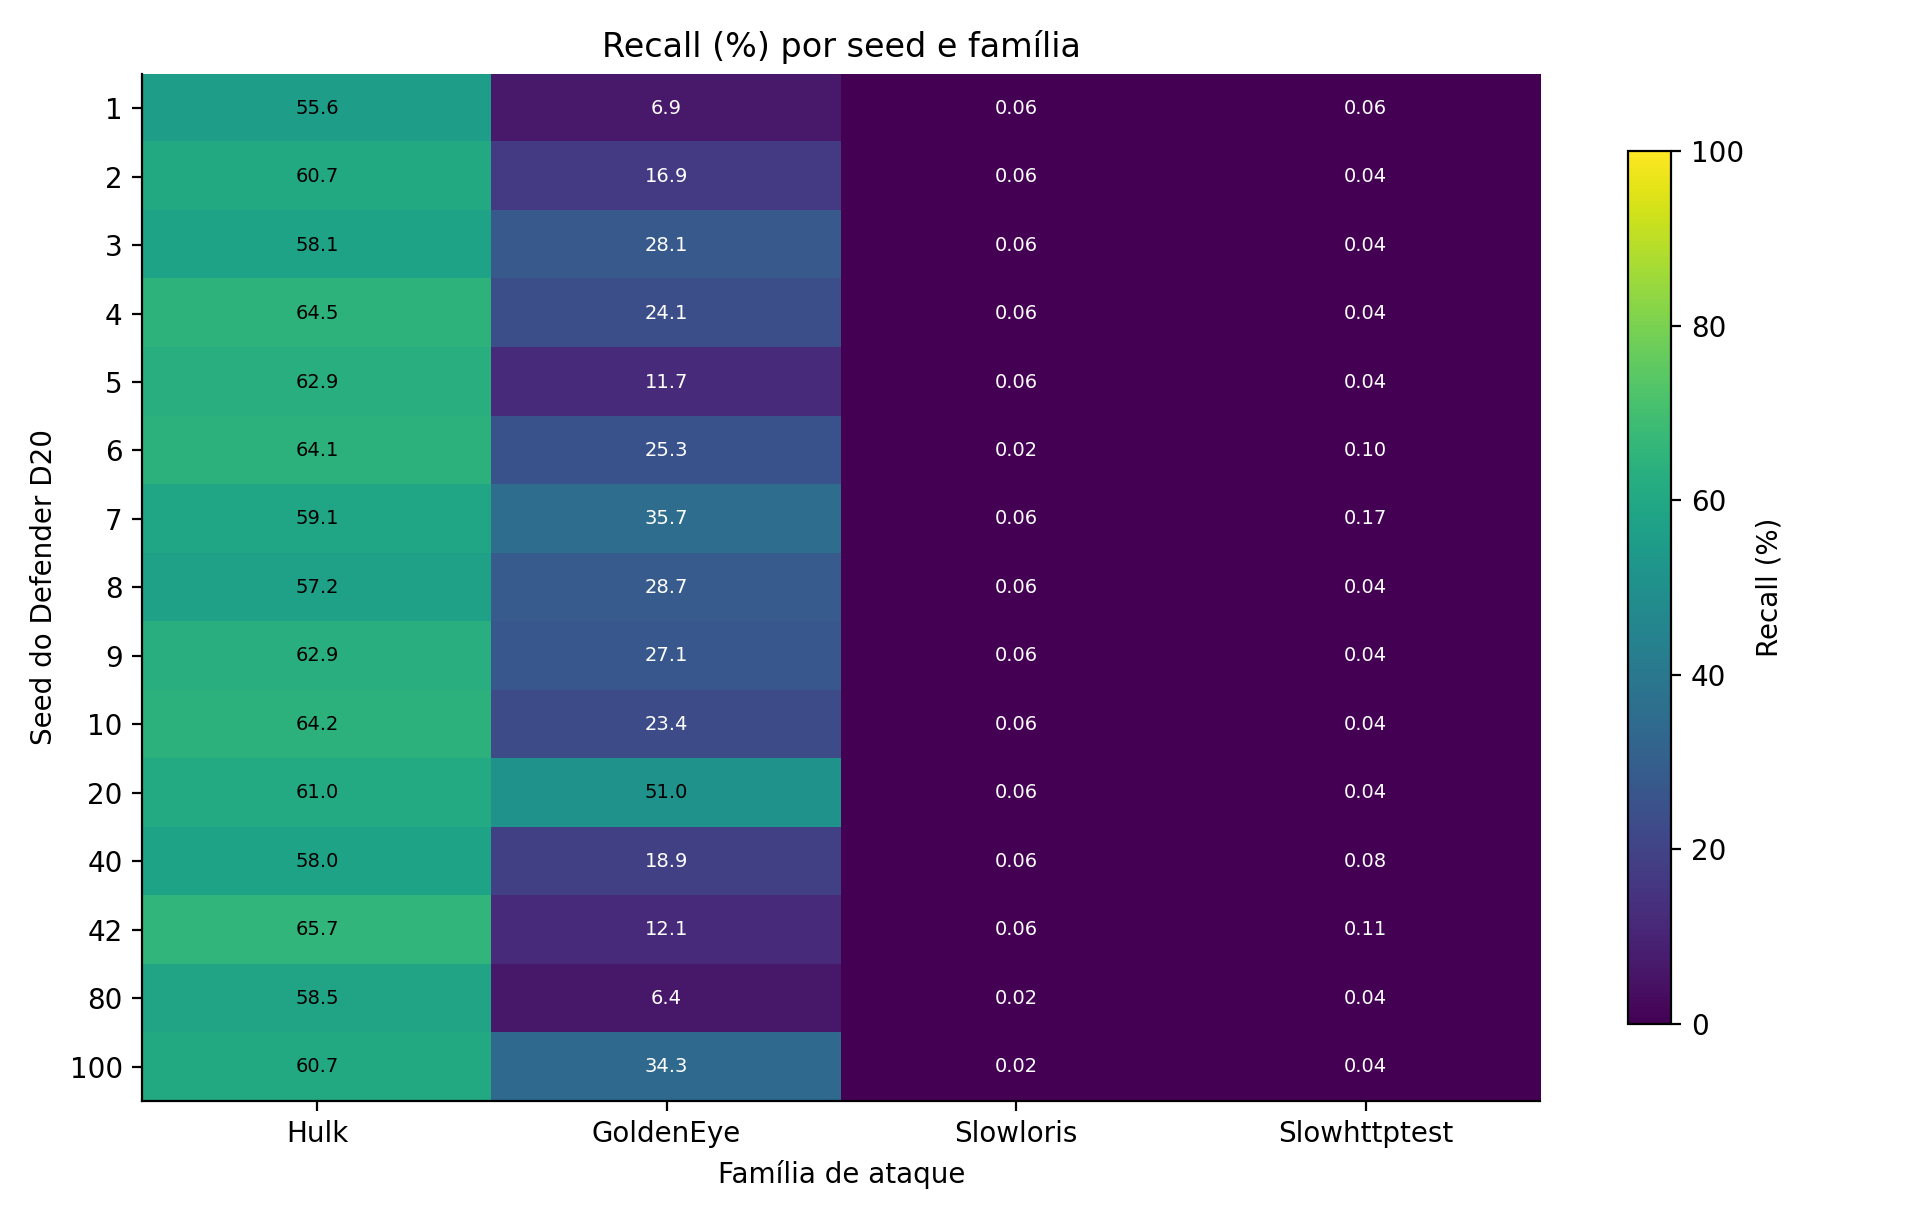 Recall (%) por seed e família
1 55.6 6.9 0.06 0.06
2 60.7 16.9 0.06 0.04
3 58.1 28.1 0.06 0.04
4 64.5 24.1 0.06 0.04
5 62.9 11.7 0.06 0.04
6 64.1 25.3 0.02 0.10
7 59.1 35.7 0.06 0.17
8 57.2 28.7 0.06 0.04
9 62.9 27.1 0.06 0.04
10 64.2 23.4 0.06 0.04
20 61.0 51.0 0.06 0.04
40 58.0 18.9 0.06 0.08
42 65.7 12.1 0.06 0.11
80 58.5 6.4 0.02 0.04
100 60.7 34.3 0.02 0.04
Hulk GoldenEye Slowloris Slowhttptest
Família de ataque
Seed do Defender D20
100
80
60
40
20
0
Recall (%)